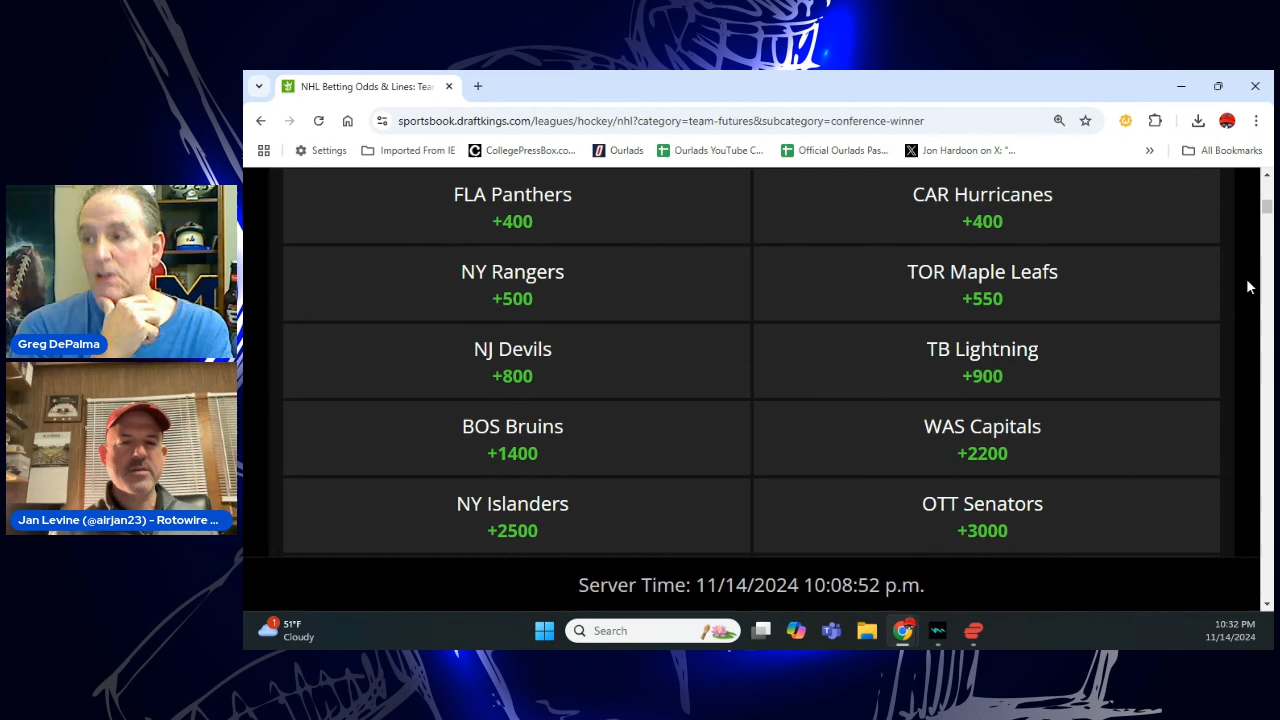 NHL Betting Odds & Lines: Tea
sportsbook.draftkings.com/leagues/hockey/nhl?category=team-futures&subcategory=conference-winner
Settings
Imported From IE
CollegePressBox.co...
Ourlads
Ourlads YouTube C...
Official Ourlads Pas...
Jon Hardoon on X: "...
All Bookmarks
FLA Panthers
+400
CAR Hurricanes
+400
NY Rangers
+500
TOR Maple Leafs
+550
NJ Devils
+800
TB Lightning
+900
BOS Bruins
+1400
WAS Capitals
+2200
NY Islanders
+2500
OTT Senators
+3000
Server Time: 11/14/2024 10:08:52 p.m.
Greg DePalma
Jan Levine (@airjan23) - Rotowire ...
1
51°F
Cloudy
Search
10:32 PM
11/14/2024